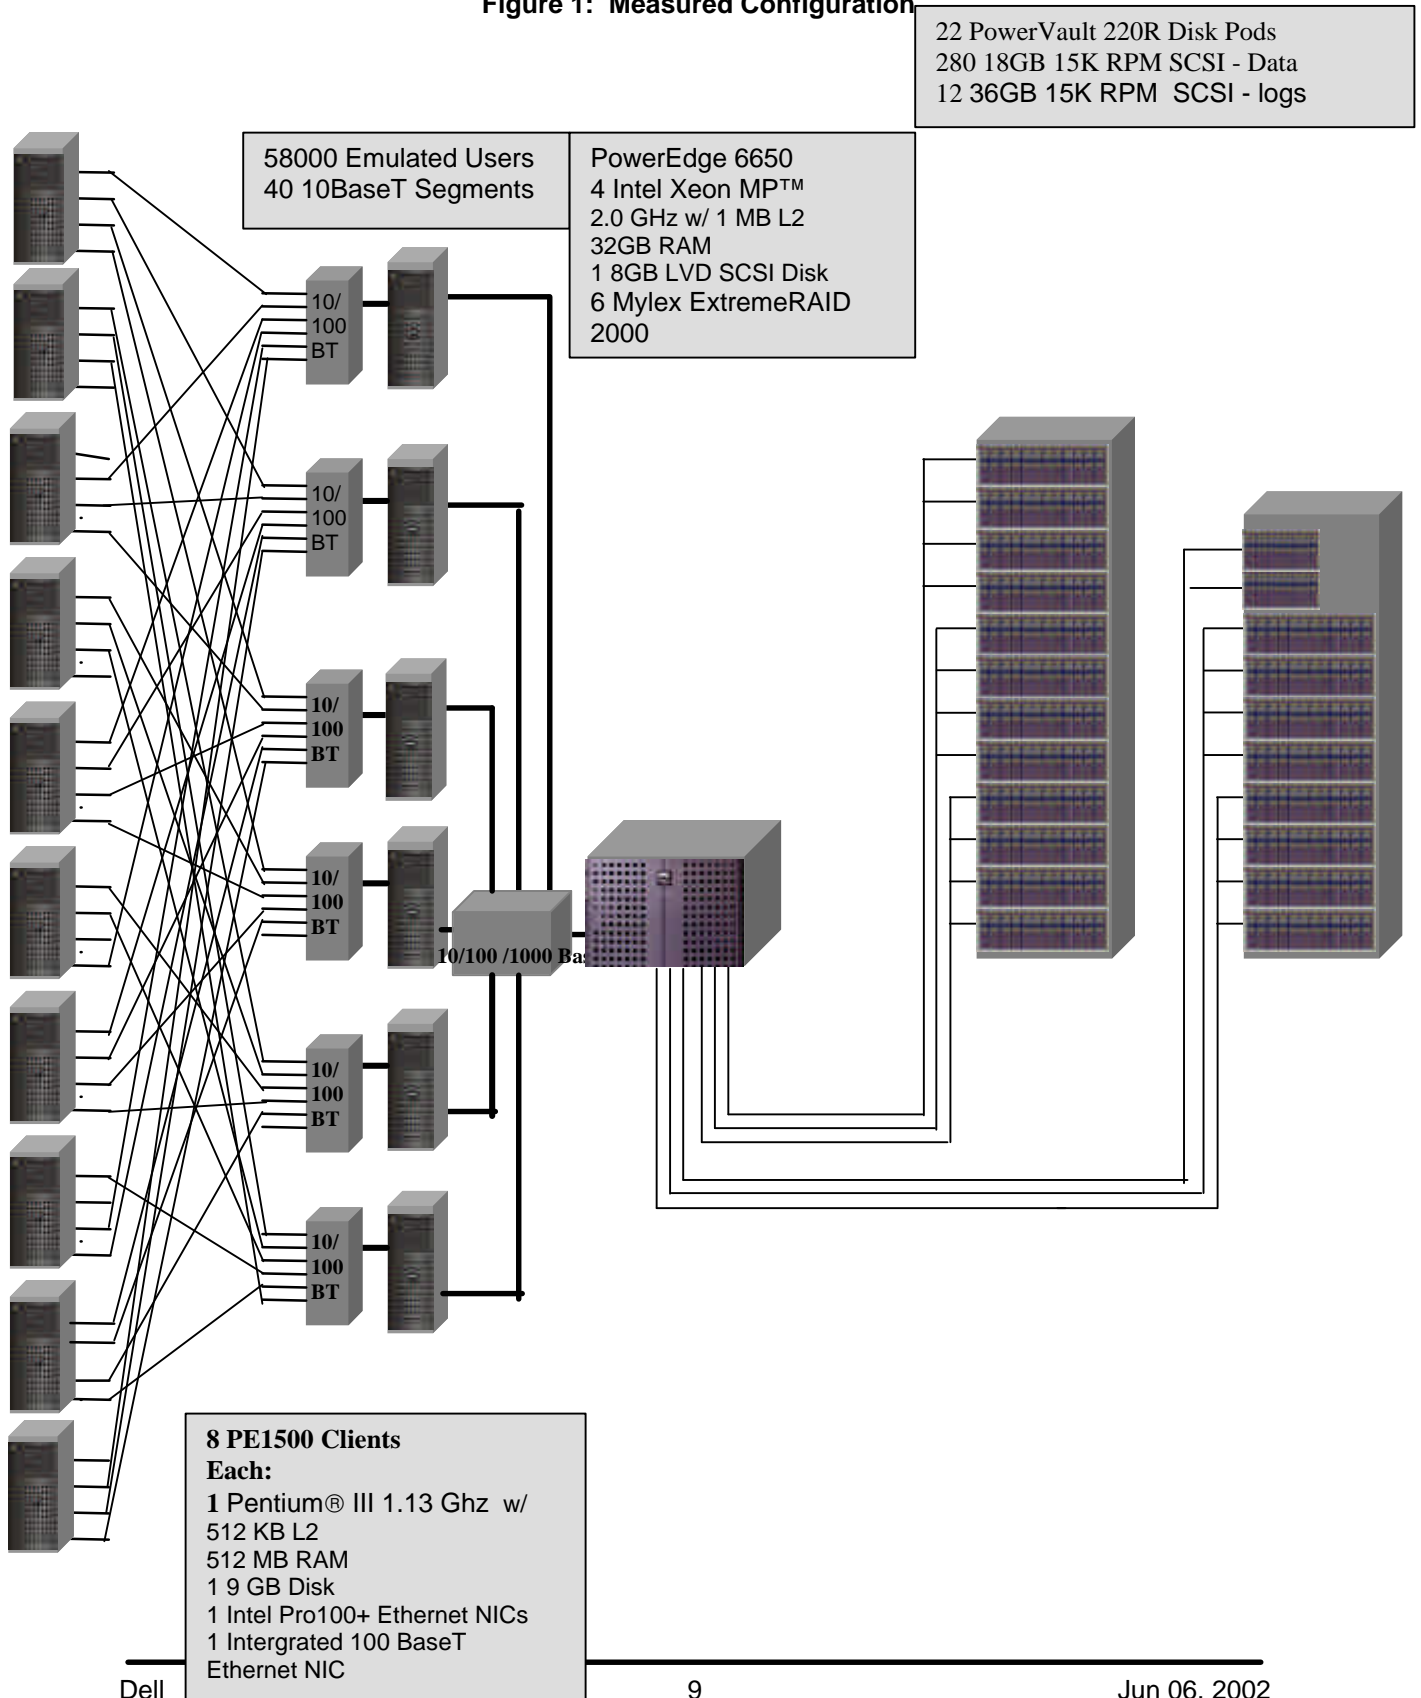 Figure 1: Measured Configuration
22 PowerVault 220R Disk Pods
280 18GB 15K RPM SCSI - Data
12 36GB 15K RPM SCSI - logs
58000 Emulated Users
40 10BaseT Segments
PowerEdge 6650
4 Intel Xeon MP™
2.0 GHz w/ 1 MB L2
32GB RAM
1 8GB LVD SCSI Disk
6 Mylex ExtremeRAID
2000
10/
100
BT
10/
100
BT
10/
100
BT
10/
100
BT
10/100 /1000 Bas
10/
100
BT
10/
100
BT
8 PE1500 Clients
Each:
1 Pentium® III 1.13 Ghz w/
512 KB L2
512 MB RAM
1 9 GB Disk
1 Intel Pro100+ Ethernet NICs
1 Intergrated 100 BaseT
Ethernet NIC
Dell
9
Jun 06, 2002